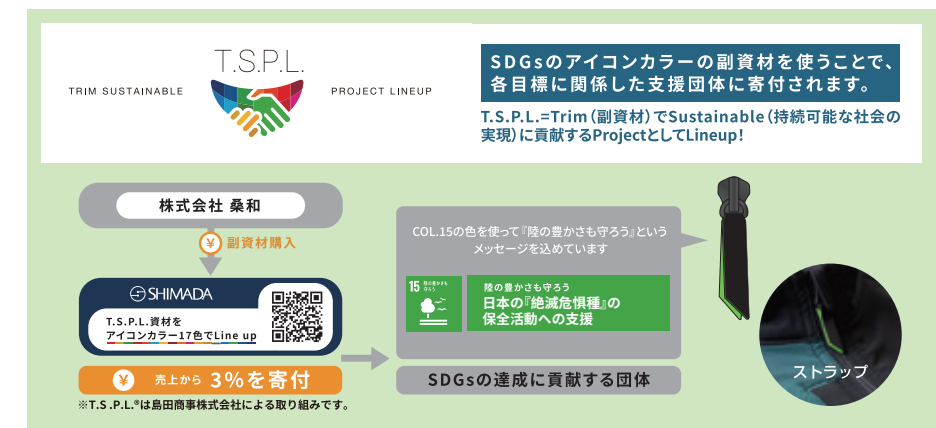 T.S.P.L.
TRIM SUSTAINABLE
PROJECT LINEUP
SDGsのアイコンカラーの副資材を使うことで、
各目標に関係した支援団体に寄付されます。
T.S.P.L.=Trim（副資材）でSustainable（持続可能な社会の
実現）に貢献するProjectとしてLineup!
株式会社 桑和
¥ 副資材購入
SHIMADA
T.S.P.L.資材を
アイコンカラー17色でLine up
¥ 売上から 3%を寄付
※T.S.P.L.®は島田商事株式会社による取り組みです。
COL.15の色を使って『陸の豊かさも守ろう』という
メッセージを込めています
15 陸の豊かさも
守ろう
陸の豊かさも守ろう
日本の『絶滅危惧種』の
保全活動への支援
SDGsの達成に貢献する団体
ストラップ